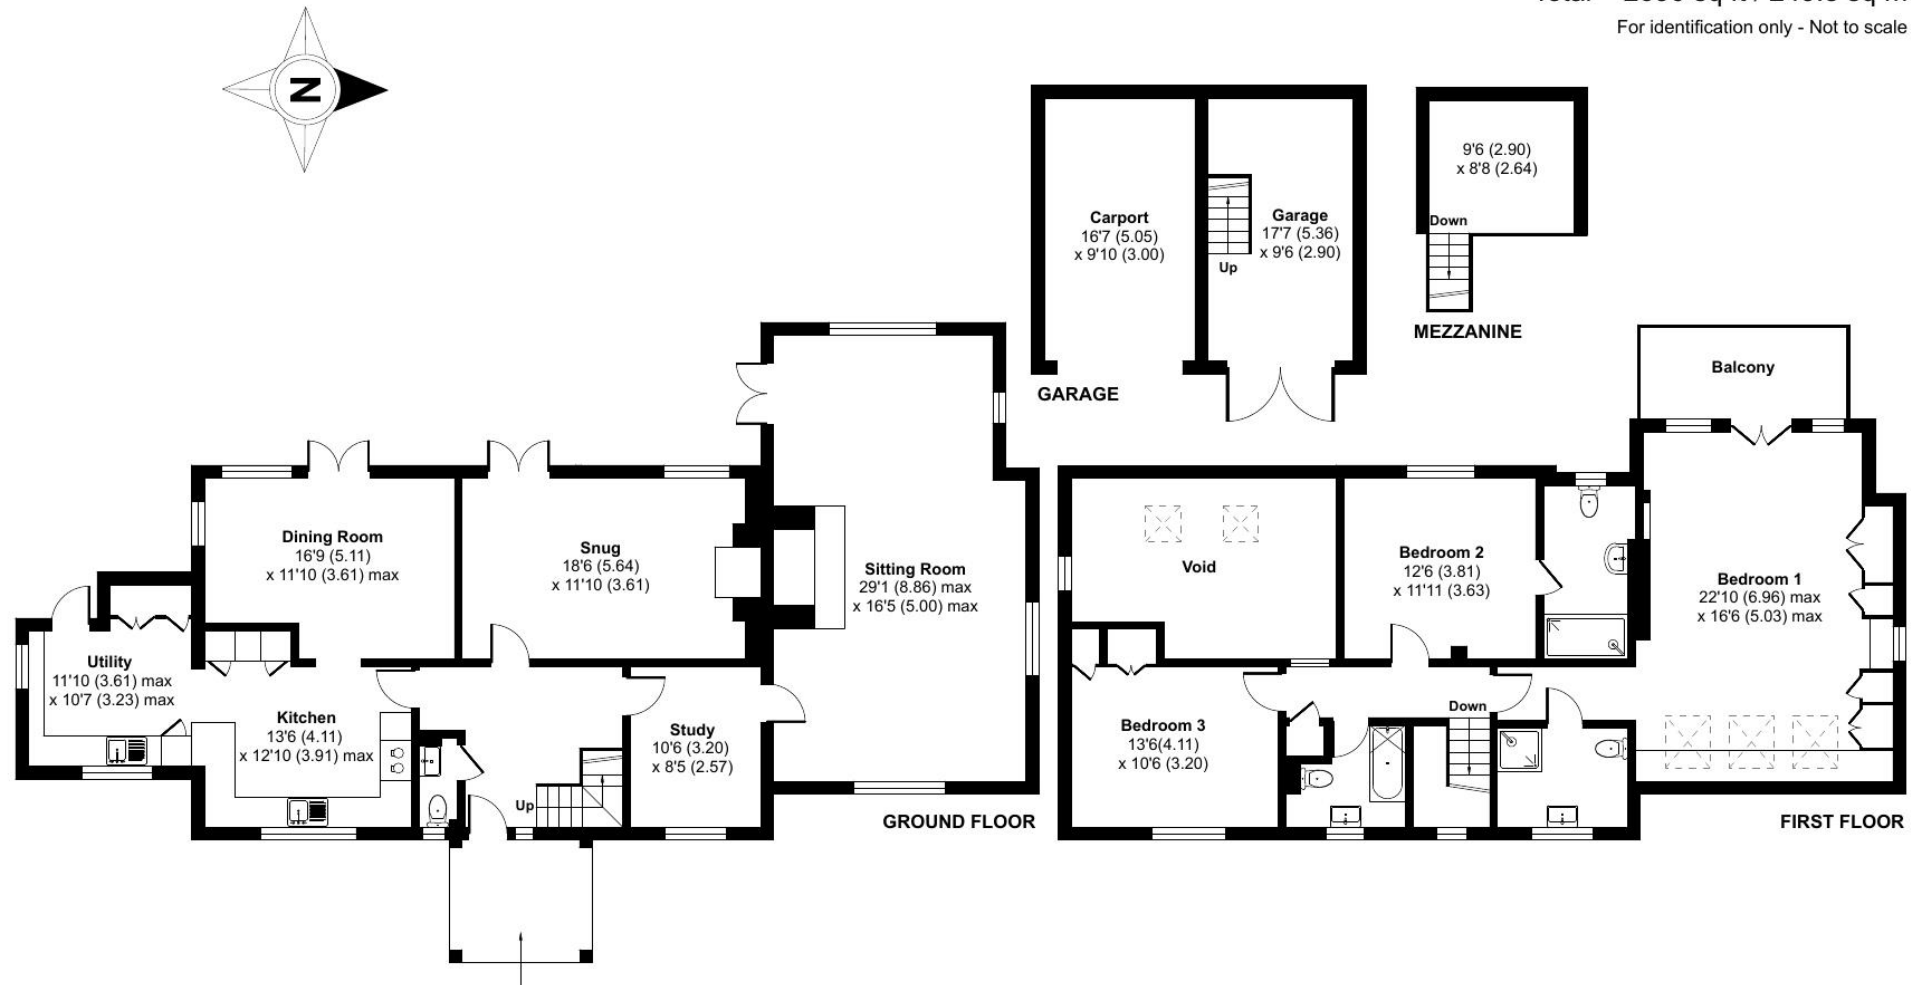 For identification only - Not to scale
N
Carport
16'7 (5.05)
x 9'10 (3.00)
Garage
17'7 (5.36)
x 9'6 (2.90)
Up
GARAGE
9'6 (2.90)
x 8'8 (2.64)
Down
MEZZANINE
Dining Room
16'9 (5.11)
x 11'10 (3.61) max
Snug
18'6 (5.64)
x 11'10 (3.61)
Sitting Room
29'1 (8.86) max
x 16'5 (5.00) max
Utility
11'10 (3.61) max
x 10'7 (3.23) max
Kitchen
13'6 (4.11)
x 12'10 (3.91) max
Study
10'6 (3.20)
x 8'5 (2.57)
Up
GROUND FLOOR
Balcony
Void
Bedroom 2
12'6 (3.81)
x 11'11 (3.63)
Bedroom 1
22'10 (6.96) max
x 16'6 (5.03) max
Bedroom 3
13'6(4.11)
x 10'6 (3.20)
Down
FIRST FLOOR